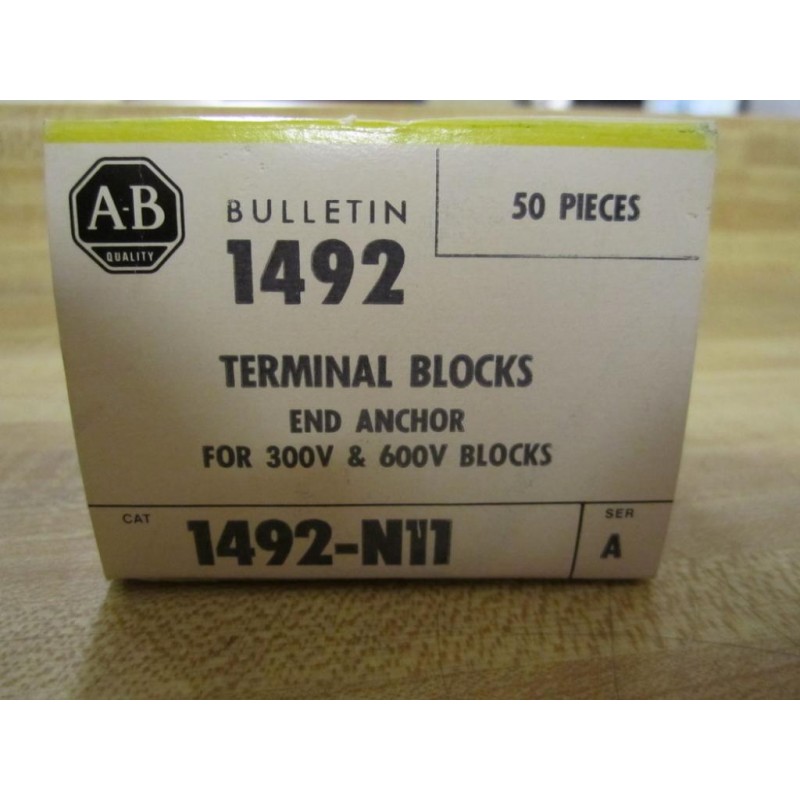 A-B
QUALITY
BULLETIN
1492
50 PIECES
TERMINAL BLOCKS
END ANCHOR
FOR 300V & 600V BLOCKS
CAT
1492-N11
SER
A